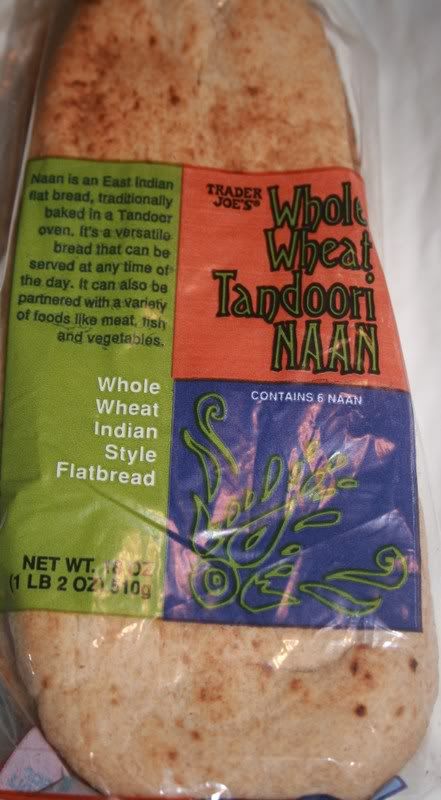 Naan is an East Indian
flat bread, traditionally
baked in a Tandoor
oven. It's a versatile
bread that can be
served at any time of
the day. It can also be
partnered with a variety
of foods like meat, fish
and vegetables.
Whole
Wheat
Indian
Style
Flatbread
NET WT. 18 OZ
(1 LB 2 OZ) 510g
TRADER
JOE'S®
Whole
Wheat
Tandoori
NAAN
CONTAINS 6 NAAN